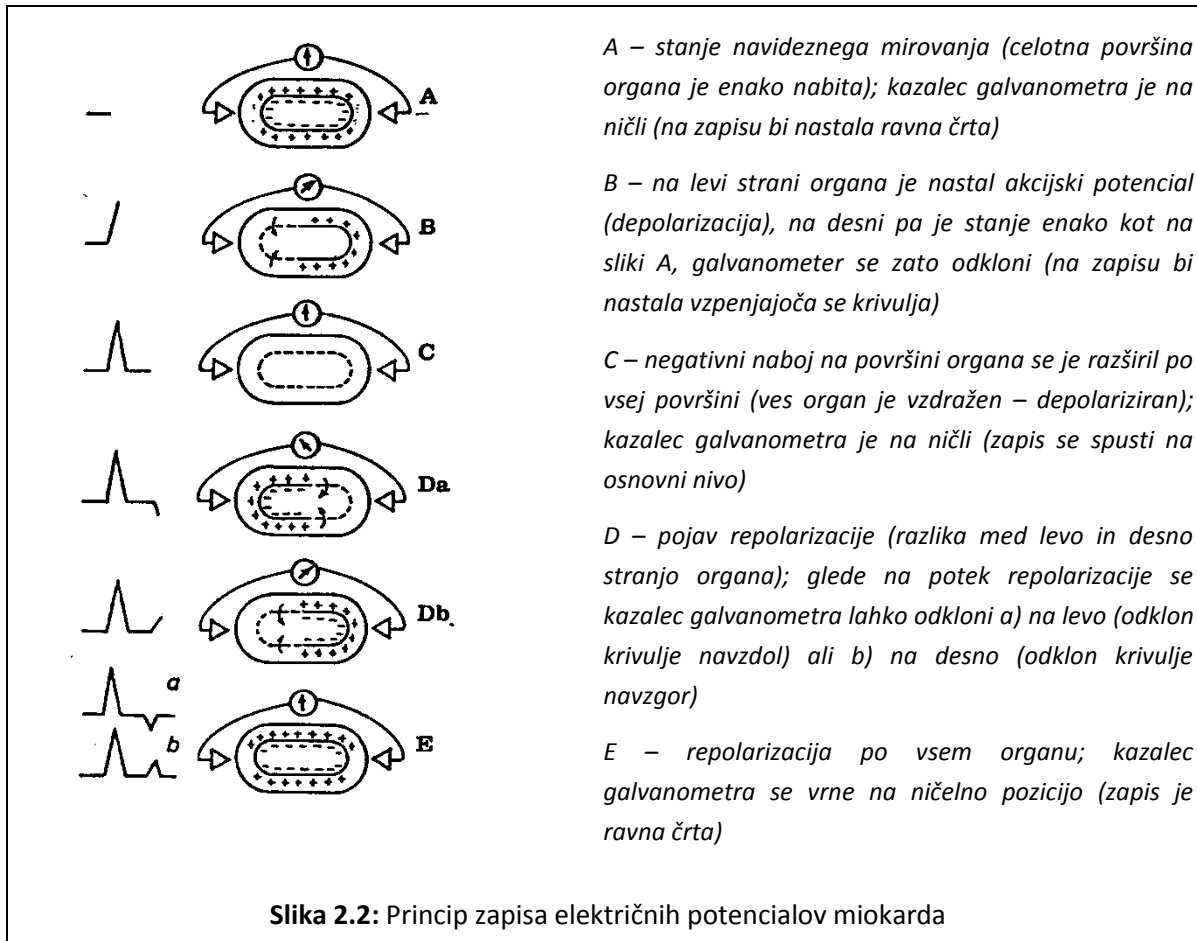 A
B
C
Da
Db
a
b
E
A – stanje navideznega mirovanja (celotna površina
organa je enako nabita); kazalec galvanometra je na
ničli (na zapisu bi nastala ravna črta)
B – na levi strani organa je nastal akcijski potencial
(depolarizacija), na desni pa je stanje enako kot na
sliki A, galvanometer se zato odkloni (na zapisu bi
nastala vzpenjajoča se krivulja)
C – negativni naboj na površini organa se je razširil po
vsej površini (ves organ je vzdražen – depolariziran);
kazalec galvanometra je na ničli (zapis se spusti na
osnovni nivo)
D – pojav repolarizacije (razlika med levo in desno
stranjo organa); glede na potek repolarizacije se
kazalec galvanometra lahko odkloni a) na levo (odklon
krivulje navzdol) ali b) na desno (odklon krivulje
navzgor)
E – repolarizacija po vsem organu; kazalec
galvanometra se vrne na ničelno pozicijo (zapis je
ravna črta)
Slika 2.2: Princip zapisa električnih potencialov miokarda